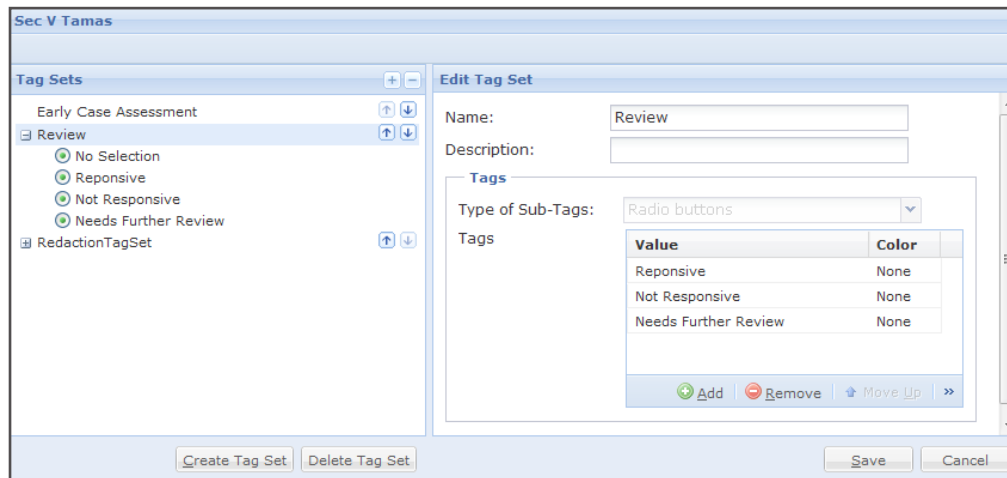 Sec V Tamas
Tag Sets
Early Case Assessment
Review
No Selection
Reponsive
Not Responsive
Needs Further Review
RedactionTagSet
Create Tag Set Delete Tag Set
Edit Tag Set
Name: Review
Description:
Tags
Type of Sub-Tags: Radio buttons
Tags
Value Color
Reponsive None
Not Responsive None
Needs Further Review None
Add Remove Move Up »
Save Cancel